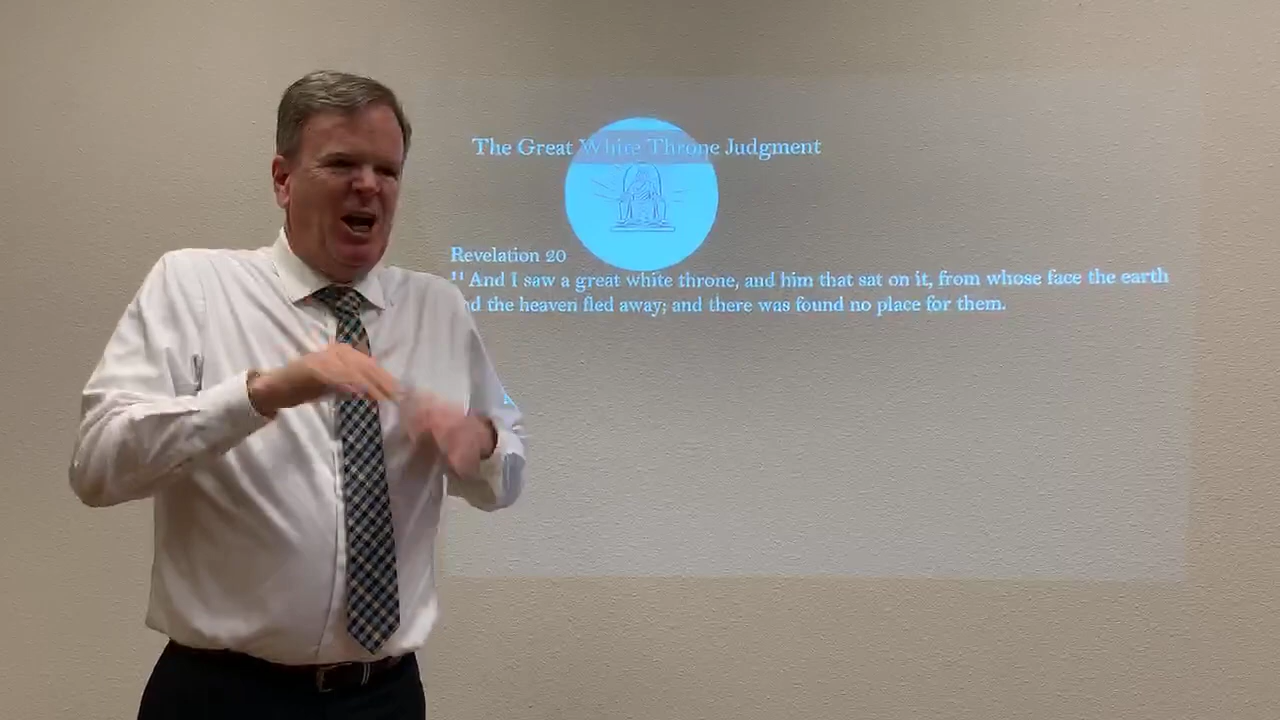 The Great White Throne Judgment
Revelation 20
11 And I saw a great white throne, and him that sat on it, from whose face the earth
the heaven fled away; and there was found no place for them.